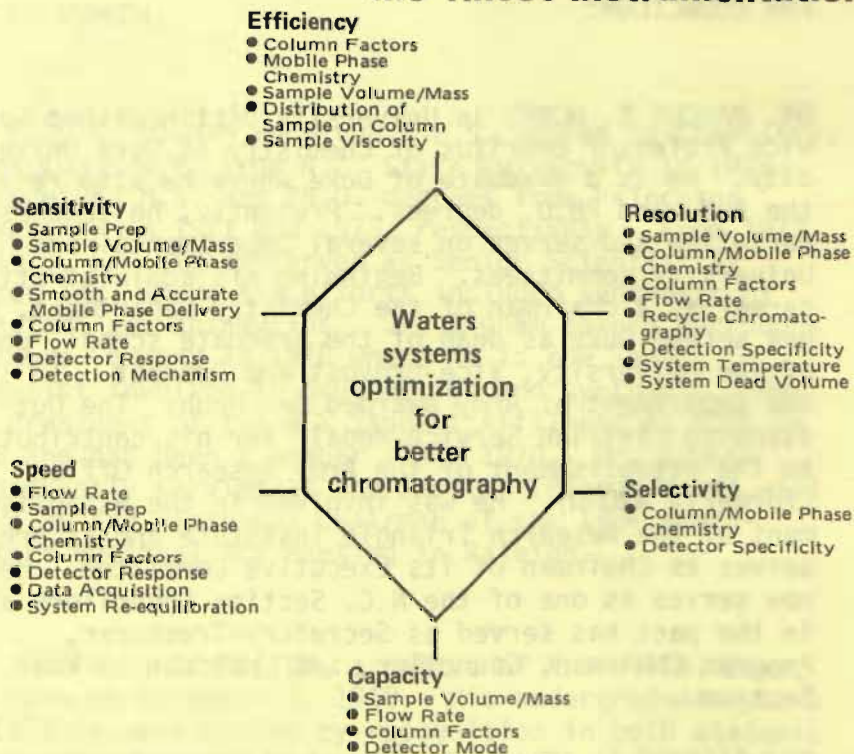 Efficiency
● Column Factors
● Mobile Phase
Chemistry
● Sample Volume/Mass
● Distribution of
Sample on Column
● Sample Viscosity
Sensitivity
● Sample Prep
● Sample Volume/Mass
● Column/Mobile Phase
Chemistry
● Smooth and Accurate
Mobile Phase Delivery
● Column Factors
● Flow Rate
● Detector Response
● Detection Mechanism
Resolution
● Sample Volume/Mass
● Column/Mobile Phase
Chemistry
● Column Factors
● Flow Rate
● Recycle Chromato-
graphy
● Detection Specificity
● System Temperature
● System Dead Volume
Waters
systems
optimization
for
better
chromatography
Speed
● Flow Rate
● Sample Prep
● Column/Mobile Phase
Chemistry
● Column Factors
● Detector Response
● Data Acquisition
● System Re-equilibration
Selectivity
● Column/Mobile Phase
Chemistry
● Detector Specificity
Capacity
● Sample Volume/Mass
● Flow Rate
● Column Factors
● Detector Mode